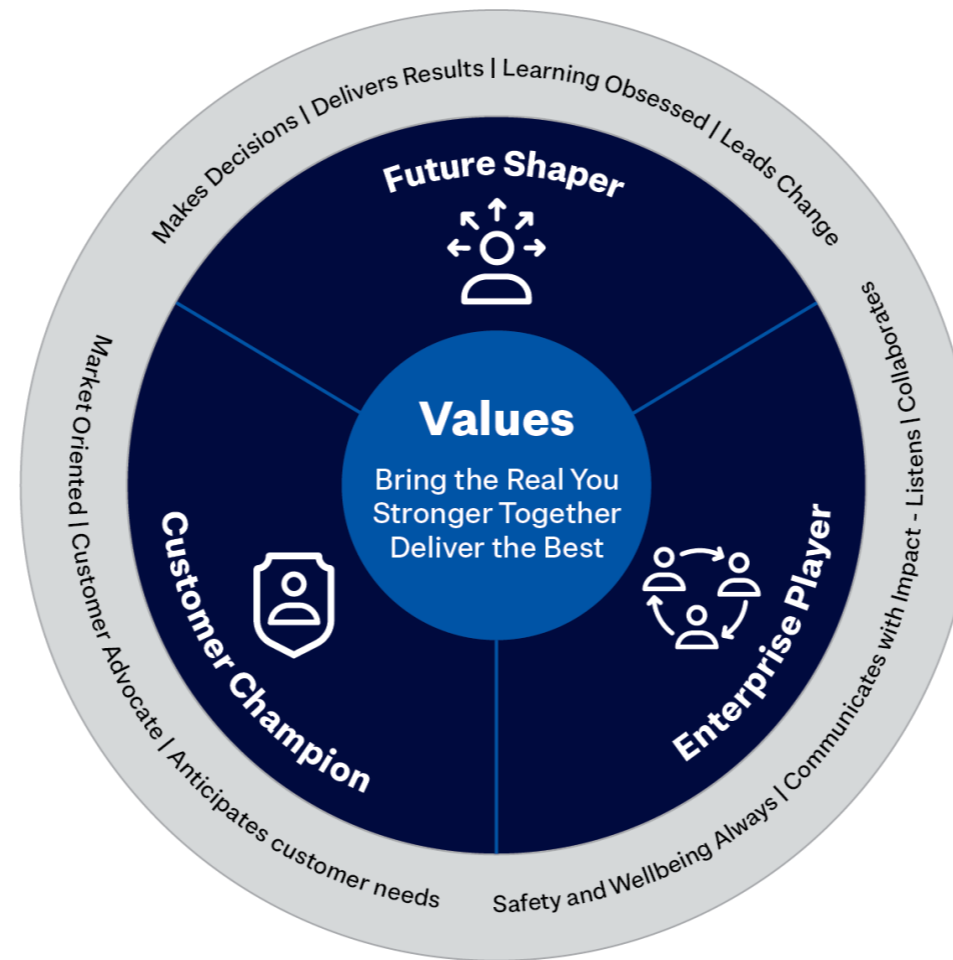 Makes Decisions | Delivers Results | Learning Obsessed | Leads Change
Future Shaper
Values
Bring the Real You
Stronger Together
Deliver the Best
Customer Champion
Market Oriented | Customer Advocate | Anticipates customer needs
Enterprise Player
Safety and Wellbeing Always | Communicates with Impact - Listens | Collaborates